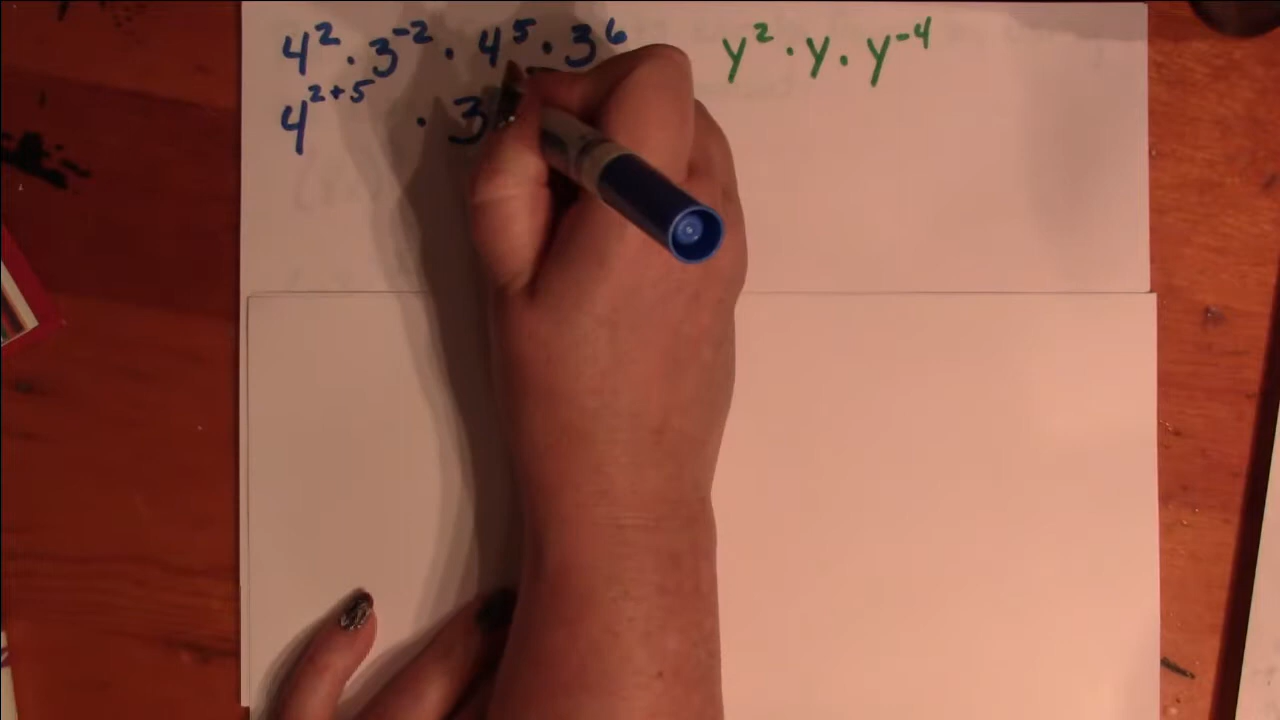 4² · 3⁻² · 4⁵ · 3⁶
y² · y · y⁻⁴
4²⁺⁵ · 3